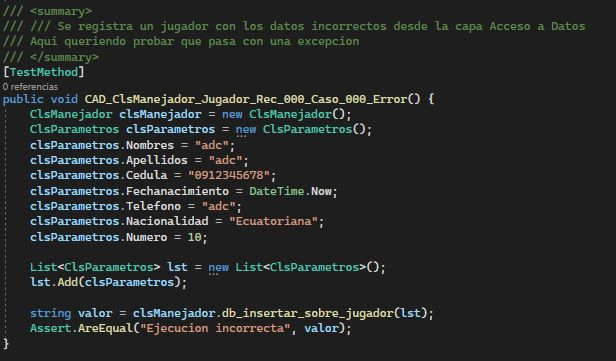 /// <summary>
/// /// Se registra un jugador con los datos incorrectos desde la capa Acceso a Datos
/// Aqui queriendo probar que pasa con una excepcion
/// </summary>
[TestMethod]
0 referencias
public void CAD_ClsManejador_Jugador_Rec_000_Caso_000_Error() {
ClsManejador clsManejador = new ClsManejador();
ClsParametros clsParametros = new ClsParametros();
clsParametros.Nombres = "adc";
clsParametros.Apellidos = "adc";
clsParametros.Cedula = "0912345678";
clsParametros.Fechanacimiento = DateTime.Now;
clsParametros.Telefono = "adc";
clsParametros.Nacionalidad = "Ecuatoriana";
clsParametros.Numero = 10;
List<ClsParametros> lst = new List<ClsParametros>();
lst.Add(clsParametros);
string valor = clsManejador.db_insertar_sobre_jugador(lst);
Assert.AreEqual("Ejecucion incorrecta", valor);
}